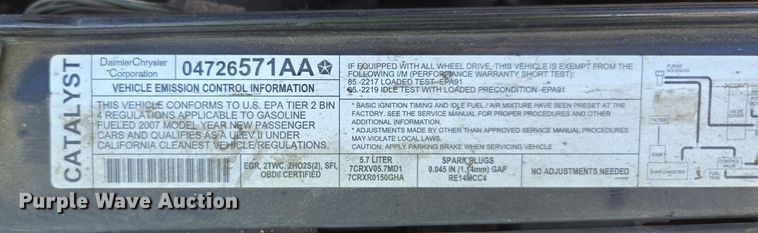 CATALYST
DaimlerChrysler
Corporation
04726571AA
VEHICLE EMISSION CONTROL INFORMATION
THIS VEHICLE CONFORMS TO U.S. EPA TIER 2 BIN
4 REGULATIONS APPLICABLE TO GASOLINE
FUELED 2007 MODEL YEAR NEW PASSENGER
CARS AND QUALIFIES AS A ULEV II UNDER
CALIFORNIA CLEANEST VEHICLE/REGULATIONS.
EGR, 2TWC, 2HO2S(2), SFI,
OBDII CERTIFIED
IF EQUIPPED WITH ALL WHEEL DRIVE, THIS VEHICLE IS EXEMPT FROM THE
FOLLOWING I/M (PERFORMANCE WARRANTY SHORT TEST):
85.-2217 LOADED TEST -EPA91
85.-2219 IDLE TEST WITH LOADED PRECONDITION -EPA91
* BASIC IGNITION TIMING AND IDLE FUEL / AIR MIXTURE HAVE BEEN PRESET AT THE
FACTORY. SEE THE SERVICE MANUAL FOR PROPER PROCEDURES AND OTHER
ADDITIONAL INFORMATION.
* ADJUSTMENTS MADE BY OTHER THAN APPROVED SERVICE MANUAL
CAUTION: APPLY PARKING BRAKE WHEN SERVICING VEHICLE
5.7 LITER
7CRXV05.7MD1
7CRXR0150GHA
SPARK PLUGS
0.045 IN (1.14mm) GAP
RE14MCC4
NO ADJUSTMENTS NEEDED
PURGE
SOLENOID
FILTER
EVAP CANISTER
FUEL
TANK
CONTROL
VALVE
Purple Wave Auction